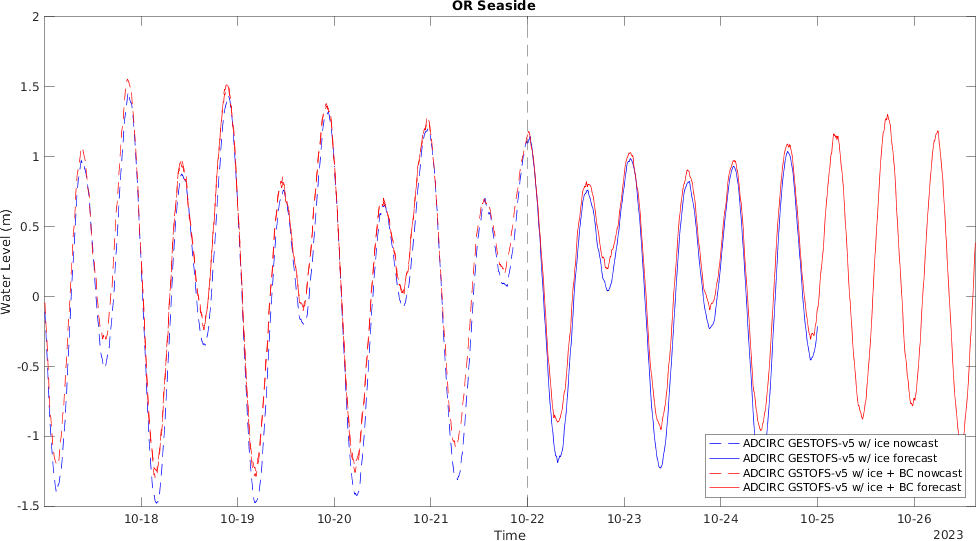 OR Seaside
2
1.5
1
0.5
0
-0.5
-1
-1.5
Water Level (m)
ADCIRC GESTOFS-v5 w/ ice nowcast
ADCIRC GESTOFS-v5 w/ ice forecast
ADCIRC GSTOFS-v5 w/ ice + BC nowcast
ADCIRC GSTOFS-v5 w/ ice + BC forecast
10-18 10-19 10-20 10-21 10-22 10-23 10-24 10-25 10-26
Time
2023